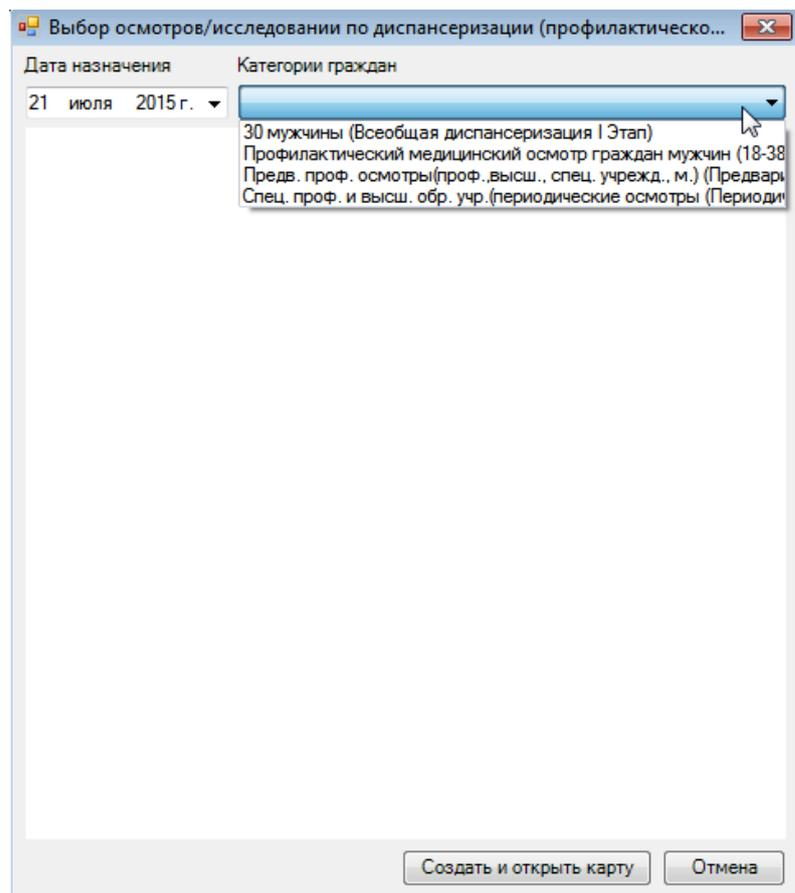 Выбор осмотров/исследовании по диспансеризации (профилактическо...
Дата назначения Категории граждан
21 июля 2015 г.
30 мужчины (Всеобщая диспансеризация I Этап)
Профилактический медицинский осмотр граждан мужчин (18-38
Предв. проф. осмотры(проф.,высш., спец. учрежд., м.) (Предвари
Спец. проф. и высш. обр. учр.(периодические осмотры (Периоди
Создать и открыть карту Отмена